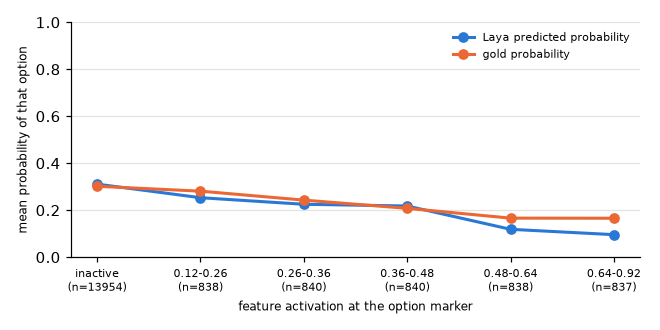 1.0
0.8
0.6
0.4
0.2
0.0
mean probability of that option
Laya predicted probability
gold probability
inactive
(n=13954)
0.12-0.26
(n=838)
0.26-0.36
(n=840)
0.36-0.48
(n=840)
0.48-0.64
(n=838)
0.64-0.92
(n=837)
feature activation at the option marker